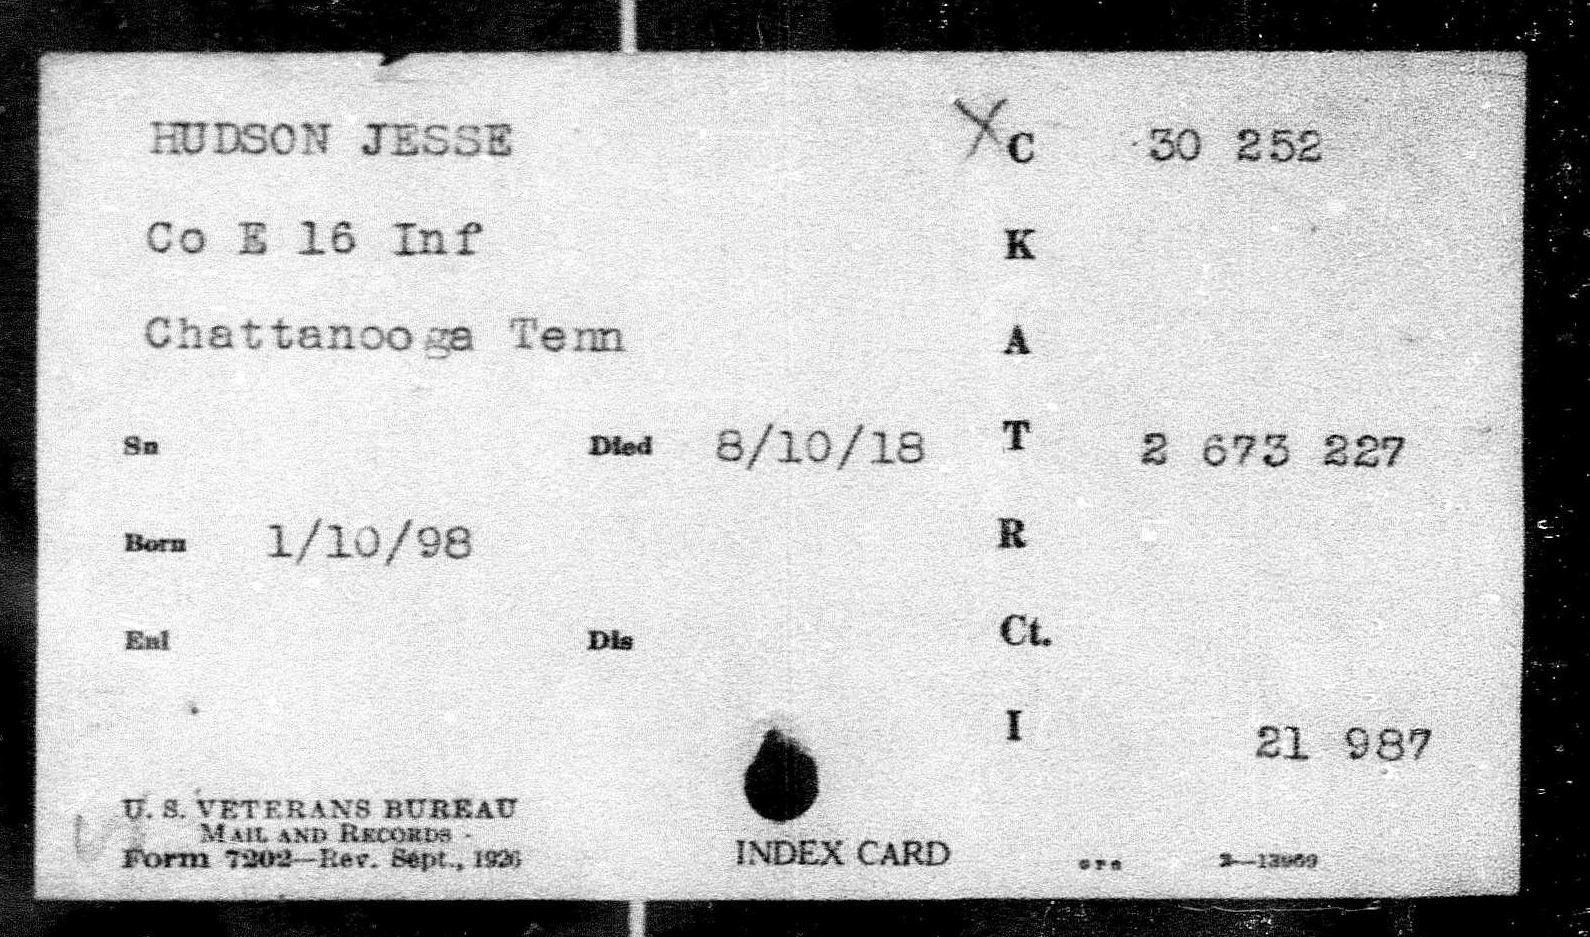 HUDSON JESSE X C 30 252
Co E 16 Inf K
Chattanooga Tenn A
Sn Died 8/10/18 T 2 673 227
Born 1/10/98 R
Enl Dis Ct.
I 21 987
U. S. VETERANS BUREAU
MAIL AND RECORDS
Form 7202—Rev. Sept., 1926 INDEX CARD 2—13969